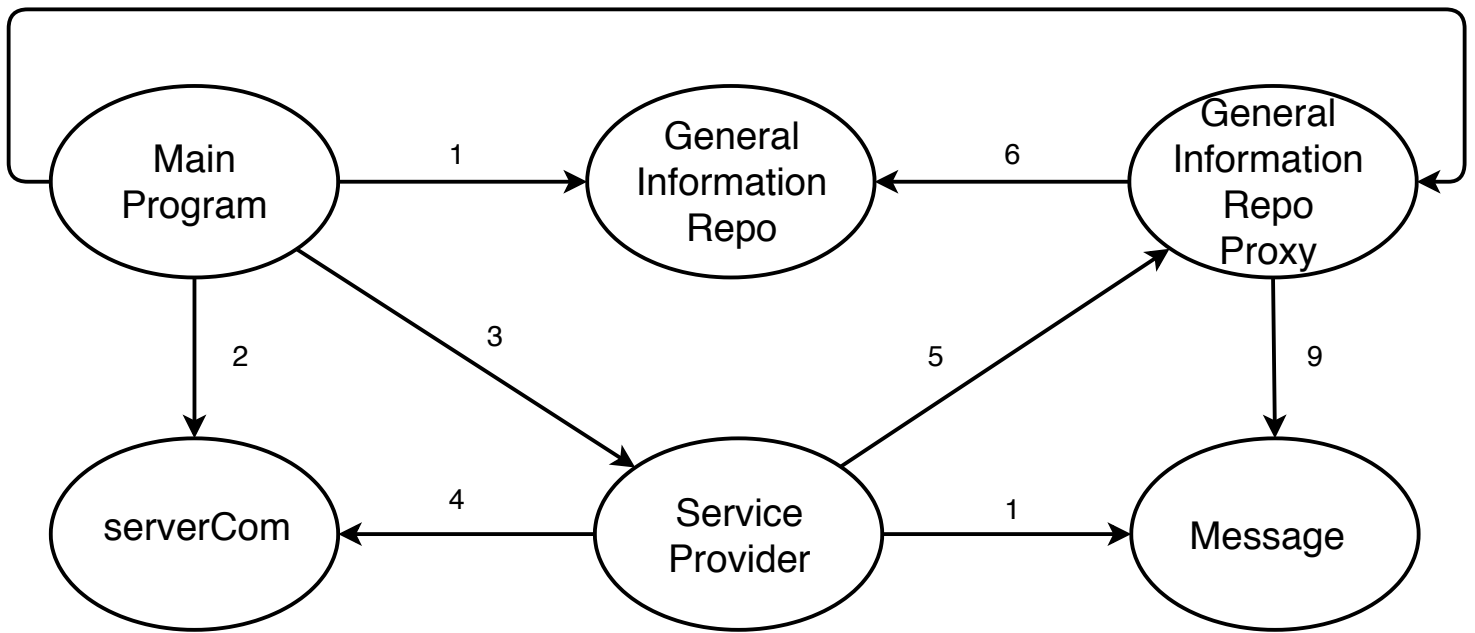 Main
Program
1
General
Information
Repo
6
General
Information
Repo
Proxy
2
3
5
9
serverCom
4
Service
Provider
1
Message